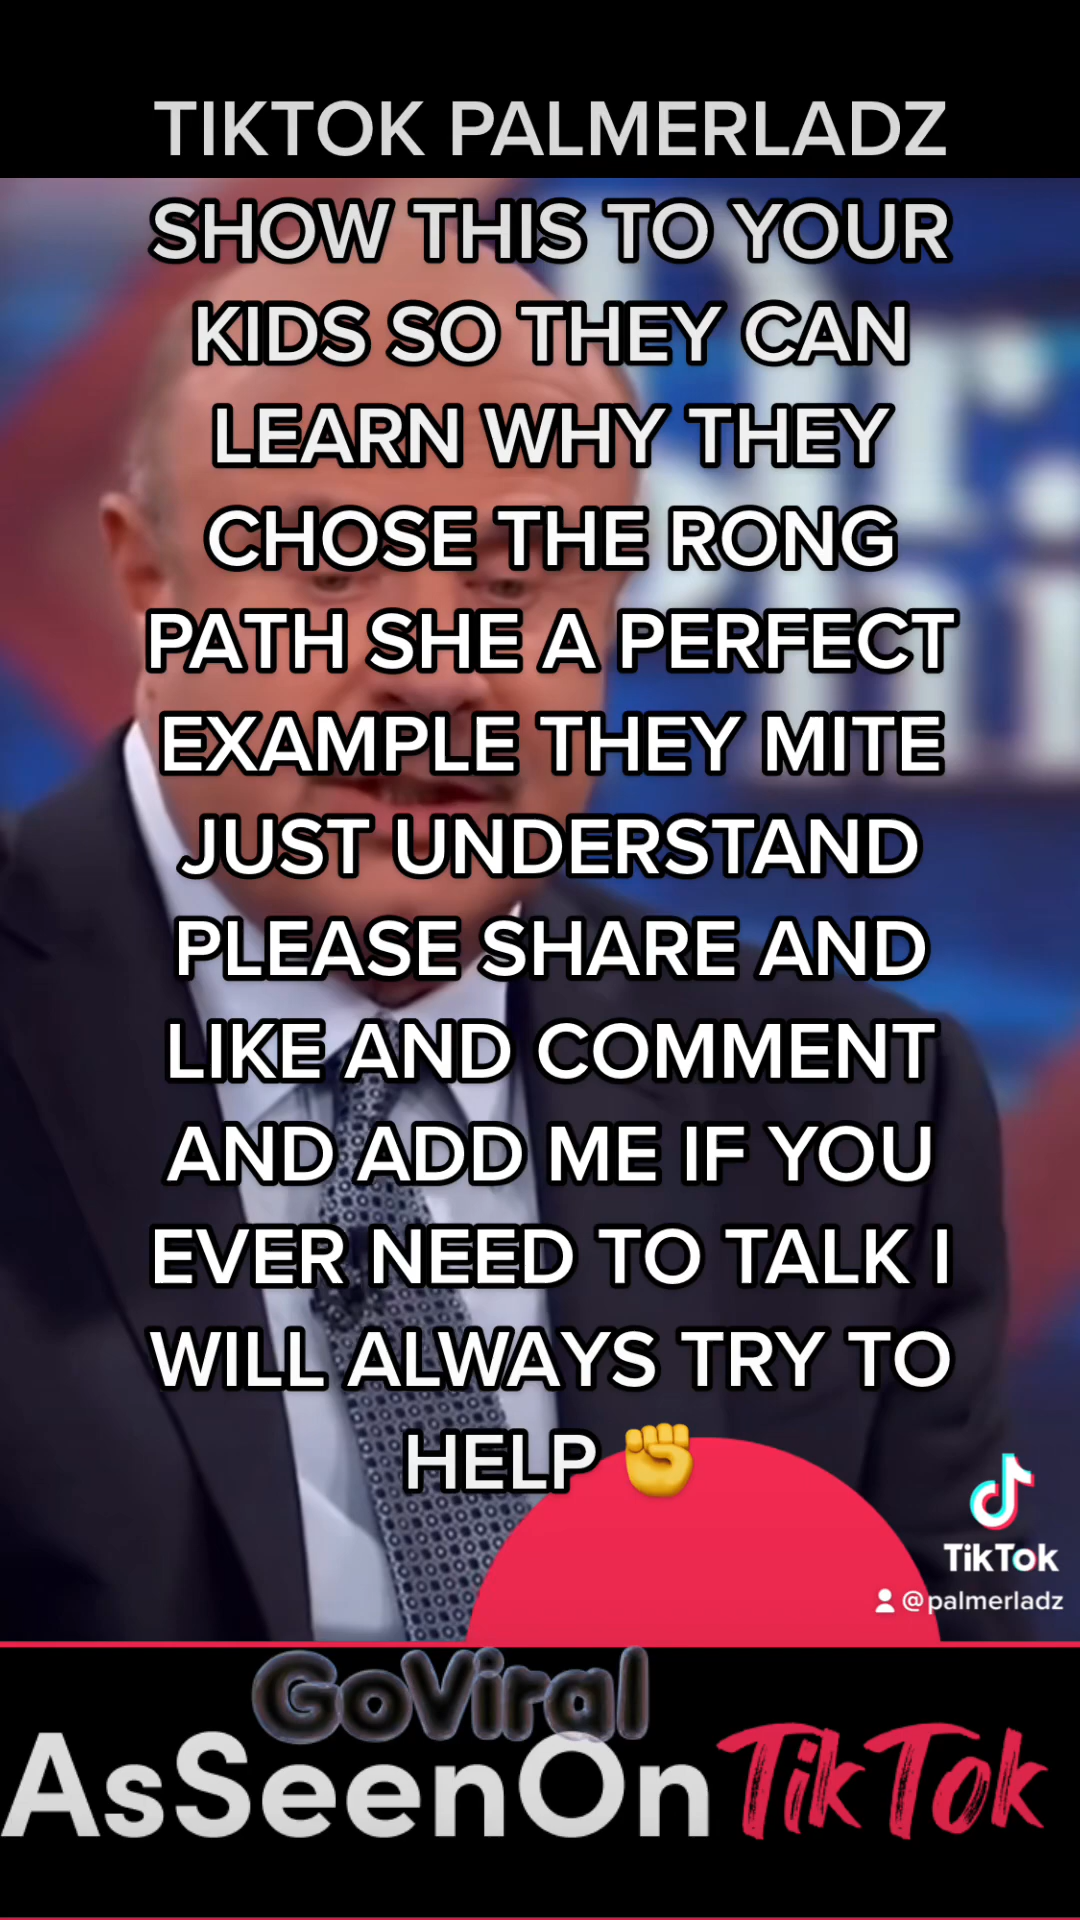 TIKTOK PALMERLADZ
SHOW THIS TO YOUR
KIDS SO THEY CAN
LEARN WHY THEY
CHOSE THE RONG
PATH SHE A PERFECT
EXAMPLE THEY MITE
JUST UNDERSTAND
PLEASE SHARE AND
LIKE AND COMMENT
AND ADD ME IF YOU
EVER NEED TO TALK I
WILL ALWAYS TRY TO
HELP ✊
TikTok
@palmerladz
GoViral
AsSeenOn TikTok